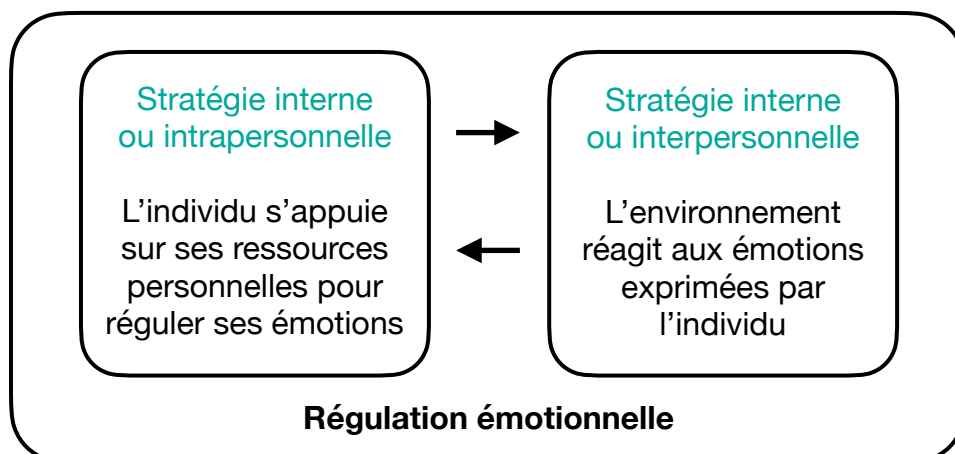 Stratégie interne
ou intrapersonnelle
L’individu s’appuie
sur ses ressources
personnelles pour
réguler ses émotions
Stratégie interne
ou interpersonnelle
L’environnement
réagit aux émotions
exprimées par
l’individu
Régulation émotionnelle